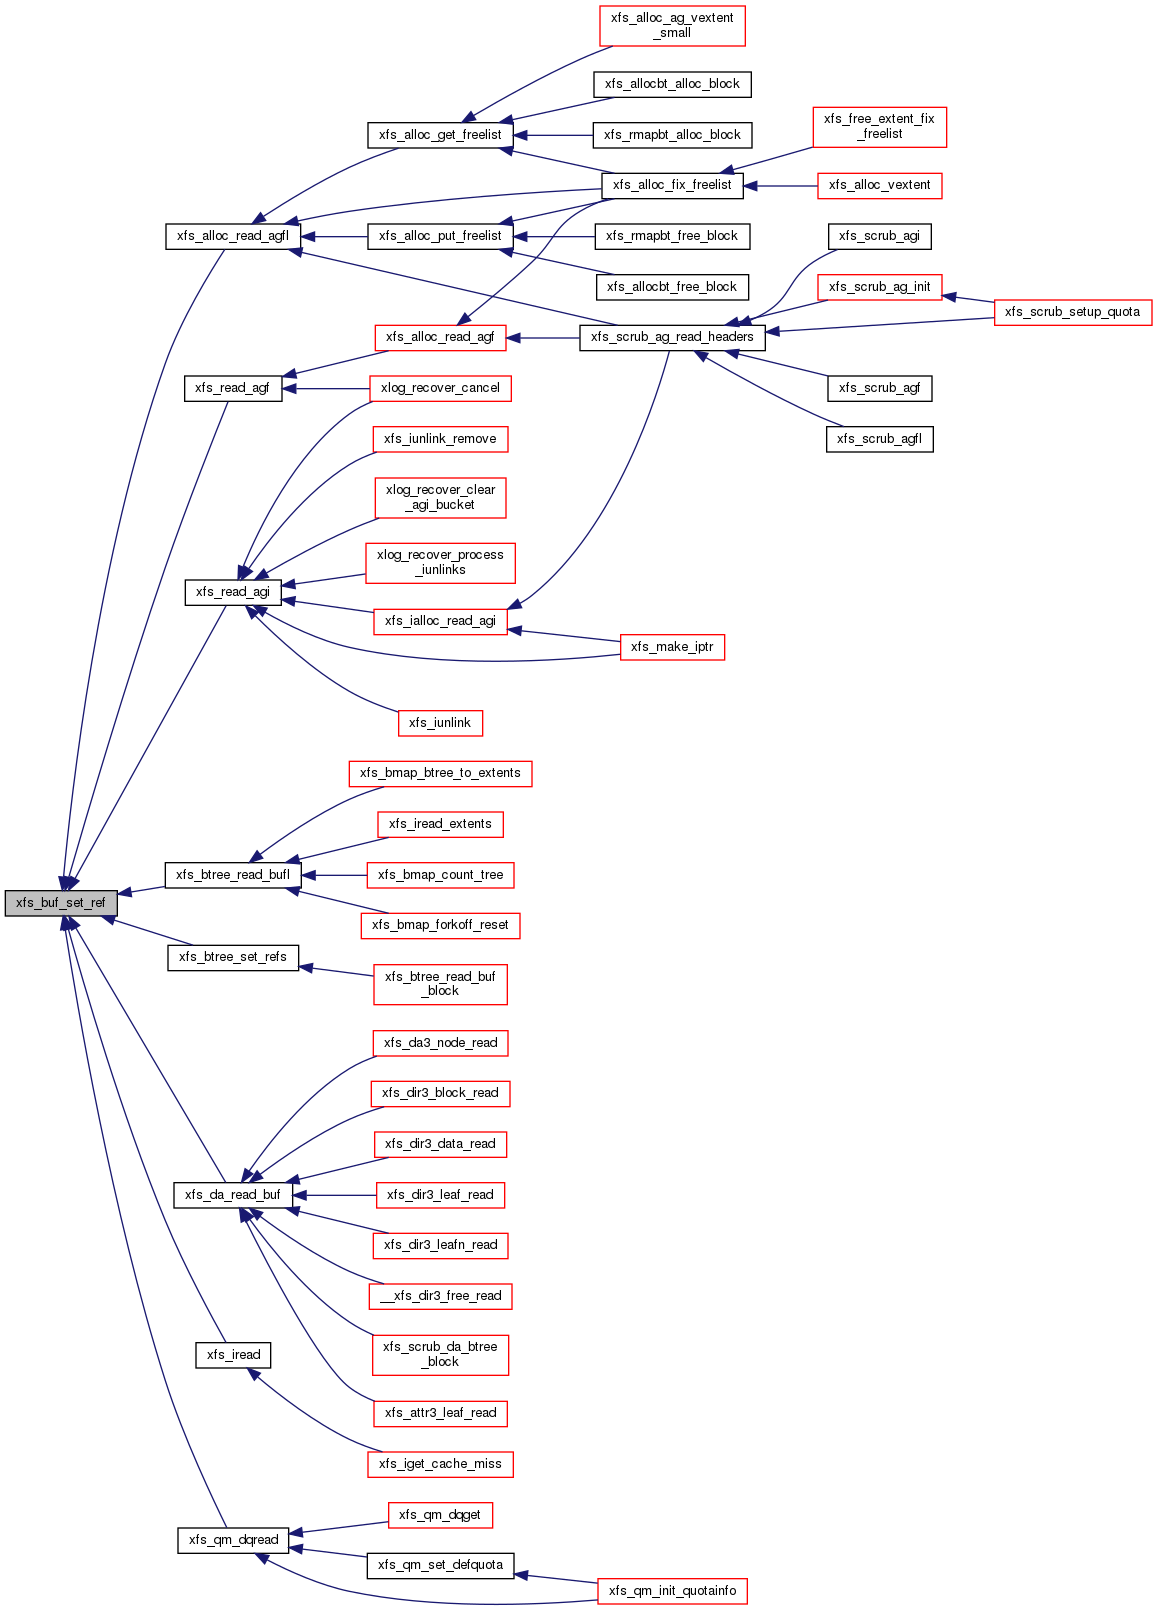 xfs_alloc_ag_vextent
_small
xfs_allocbt_alloc_block
xfs_alloc_get_freelist
xfs_rmapbt_alloc_block
xfs_free_extent_fix
_freelist
xfs_alloc_fix_freelist
xfs_alloc_vextent
xfs_alloc_read_agfl
xfs_alloc_put_freelist
xfs_rmapbt_free_block
xfs_scrub_agi
xfs_allocbt_free_block
xfs_scrub_ag_init
xfs_scrub_setup_quota
xfs_alloc_read_agf
xfs_scrub_ag_read_headers
xfs_read_agf
xlog_recover_cancel
xfs_scrub_agf
xfs_iunlink_remove
xfs_scrub_agfl
xlog_recover_clear
_agi_bucket
xlog_recover_process
_iunlinks
xfs_read_agi
xfs_ialloc_read_agi
xfs_make_iptr
xfs_iunlink
xfs_bmap_btree_to_extents
xfs_iread_extents
xfs_btree_read_bufl
xfs_bmap_count_tree
xfs_buf_set_ref
xfs_bmap_forkoff_reset
xfs_btree_set_refs
xfs_btree_read_buf
_block
xfs_da3_node_read
xfs_dir3_block_read
xfs_dir3_data_read
xfs_da_read_buf
xfs_dir3_leaf_read
xfs_dir3_leafn_read
__xfs_dir3_free_read
xfs_scrub_da_btree
_block
xfs_iread
xfs_attr3_leaf_read
xfs_iget_cache_miss
xfs_qm_dqget
xfs_qm_dqread
xfs_qm_set_defquota
xfs_qm_init_quotainfo